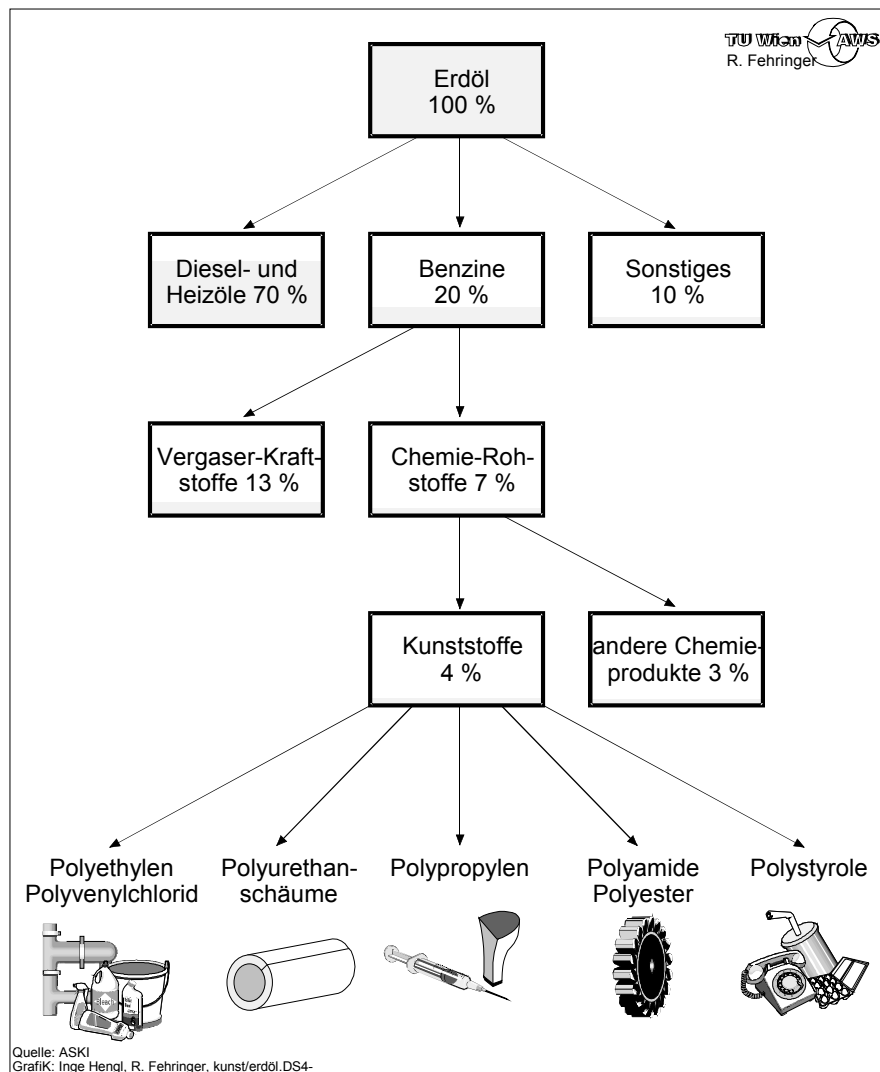 TU Wien AWS
R. Fehringer
Erdöl
100 %
Diesel- und
Heizöle 70 %
Benzine
20 %
Sonstiges
10 %
Vergaser-Kraft-
stoffe 13 %
Chemie-Roh-
stoffe 7 %
Kunststoffe
4 %
andere Chemie-
produkte 3 %
Polyethylen
Polyvenylchlorid
Polyurethan-
schäume
Polypropylen
Polyamide
Polyester
Polystyrole
Bleach
Quelle: ASKI
GrafiK: Inge Hengl, R. Fehringer, kunst/erdöl.DS4-